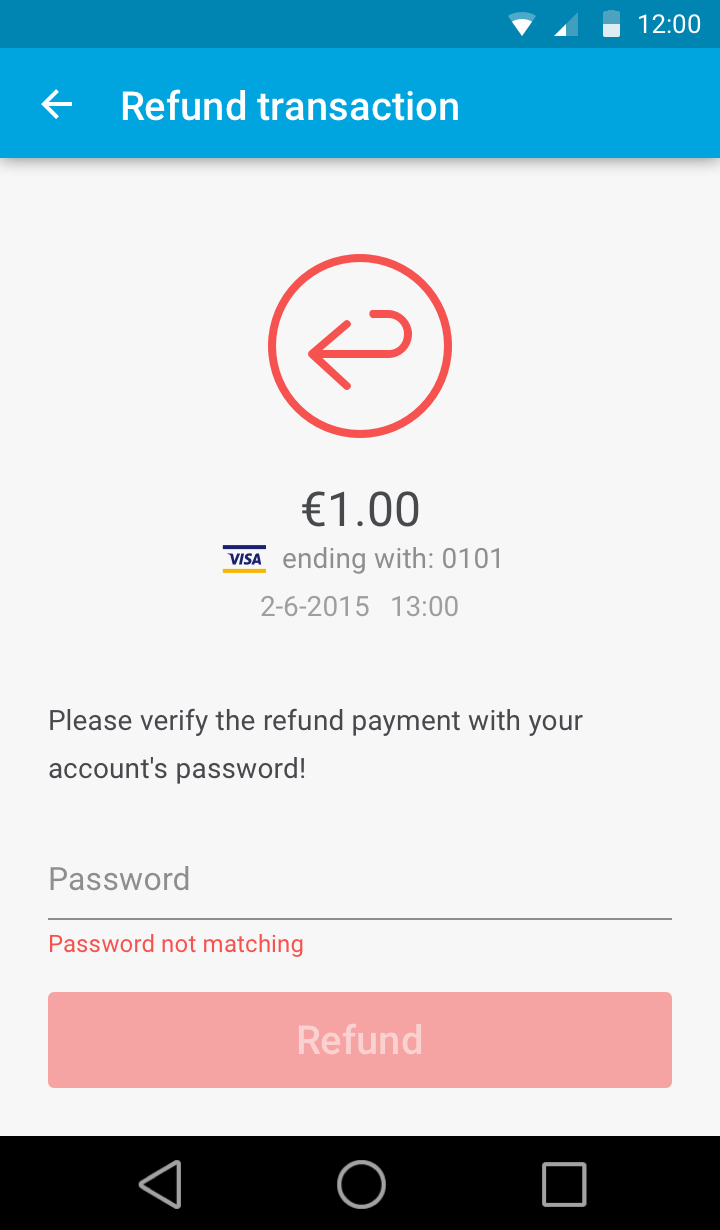 12:00
Refund transaction
€1.00
VISA ending with: 0101
2-6-2015 13:00
Please verify the refund payment with your
account's password!
Password
Password not matching
Refund